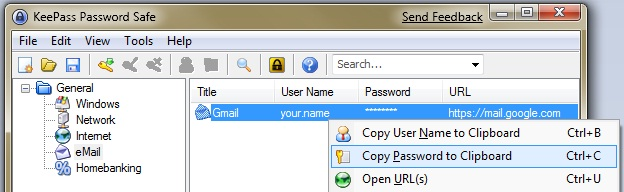 KeePass Password Safe Send Feedback
File Edit View Tools Help
Search...
General
Windows
Network
Internet
eMail
Homebanking
Title User Name Password URL
Gmail your.name ******** https://mail.google.com
Copy User Name to Clipboard Ctrl+B
Copy Password to Clipboard Ctrl+C
Open URL(s) Ctrl+U